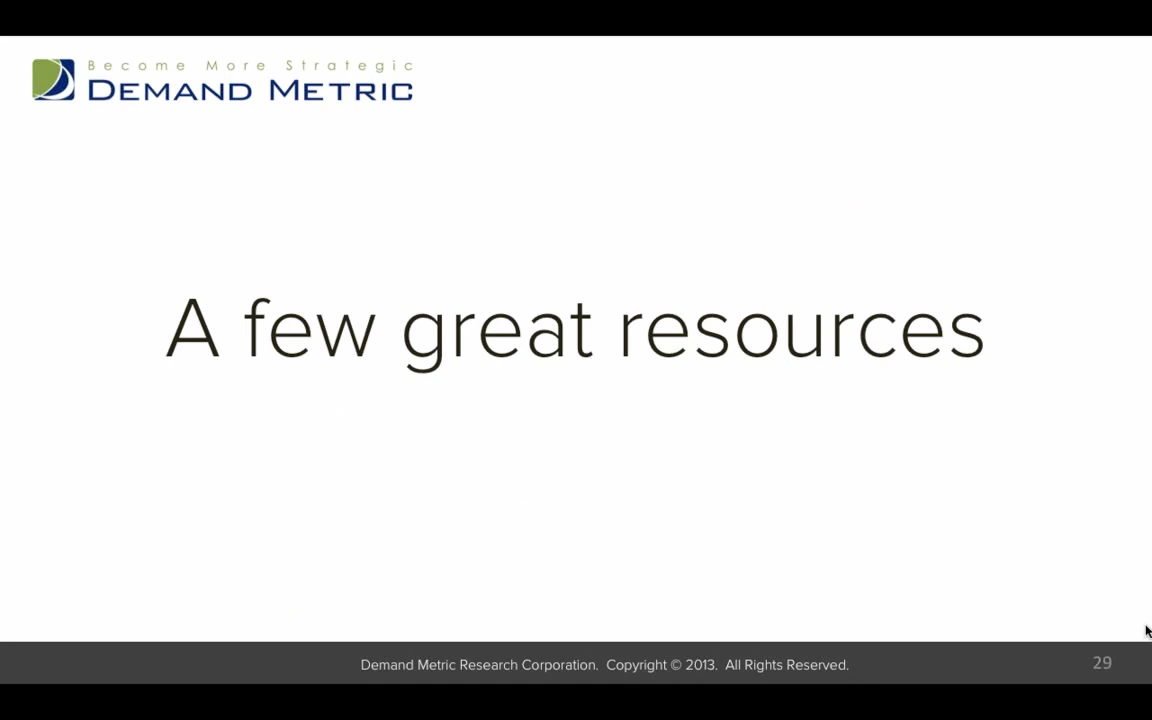 Become More Strategic
DEMAND METRIC
A few great resources
Demand Metric Research Corporation. Copyright © 2013. All Rights Reserved.
29